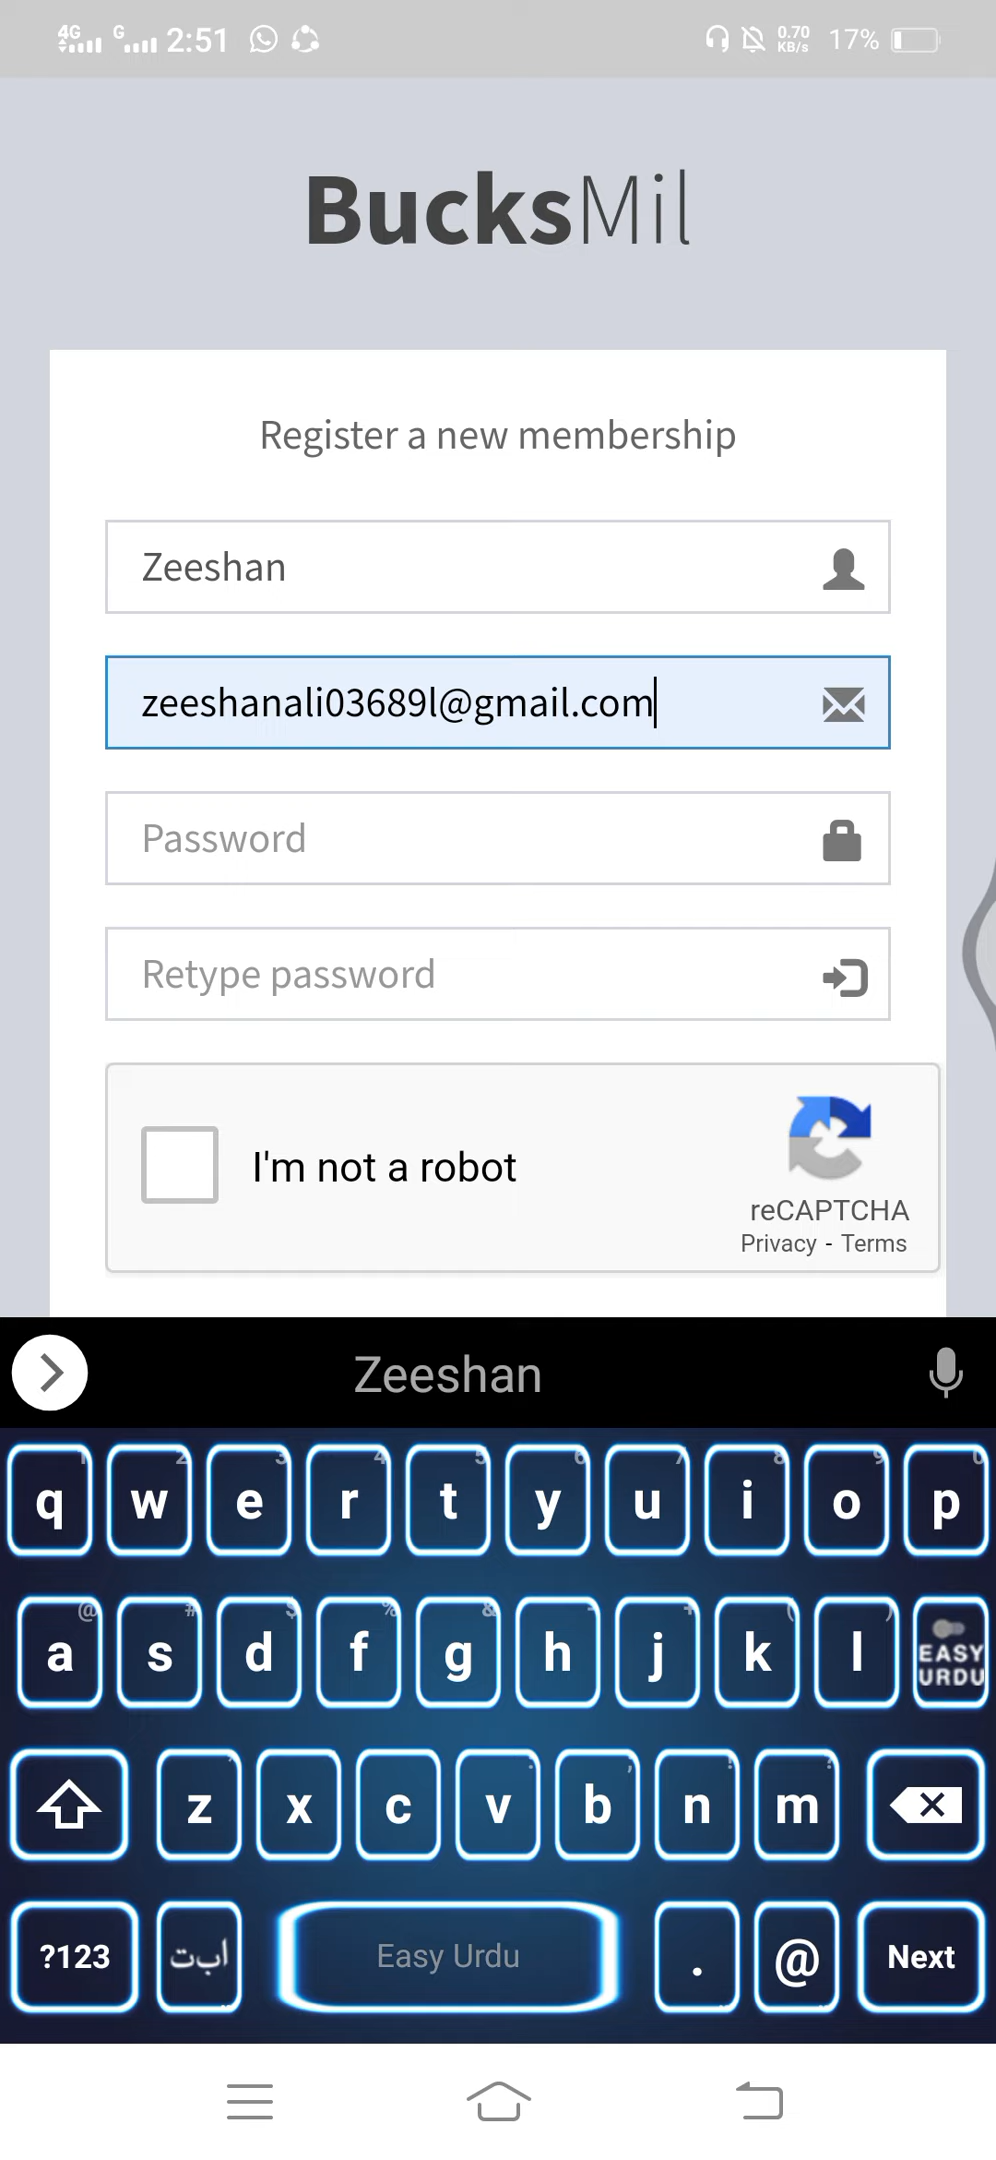 4G G 2:51 0.70 KB/s 17%
BucksMil
Register a new membership
Zeeshan
zeeshanali03689l@gmail.com
Password
Retype password
I'm not a robot
reCAPTCHA
Privacy - Terms
Zeeshan
q w e r t y u i o p
@ # $ % & - + ( )
a s d f g h j k l EASY URDU
z x c v b n m
?123 ا ب ت Easy Urdu . @ Next